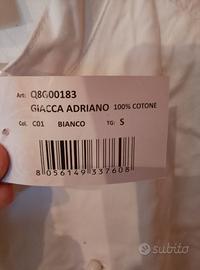 Art: Q8G00183
GIACCA ADRIANO 100% COTONE
Col. C01 BIANCO TG: S
8 056149 337608
subito